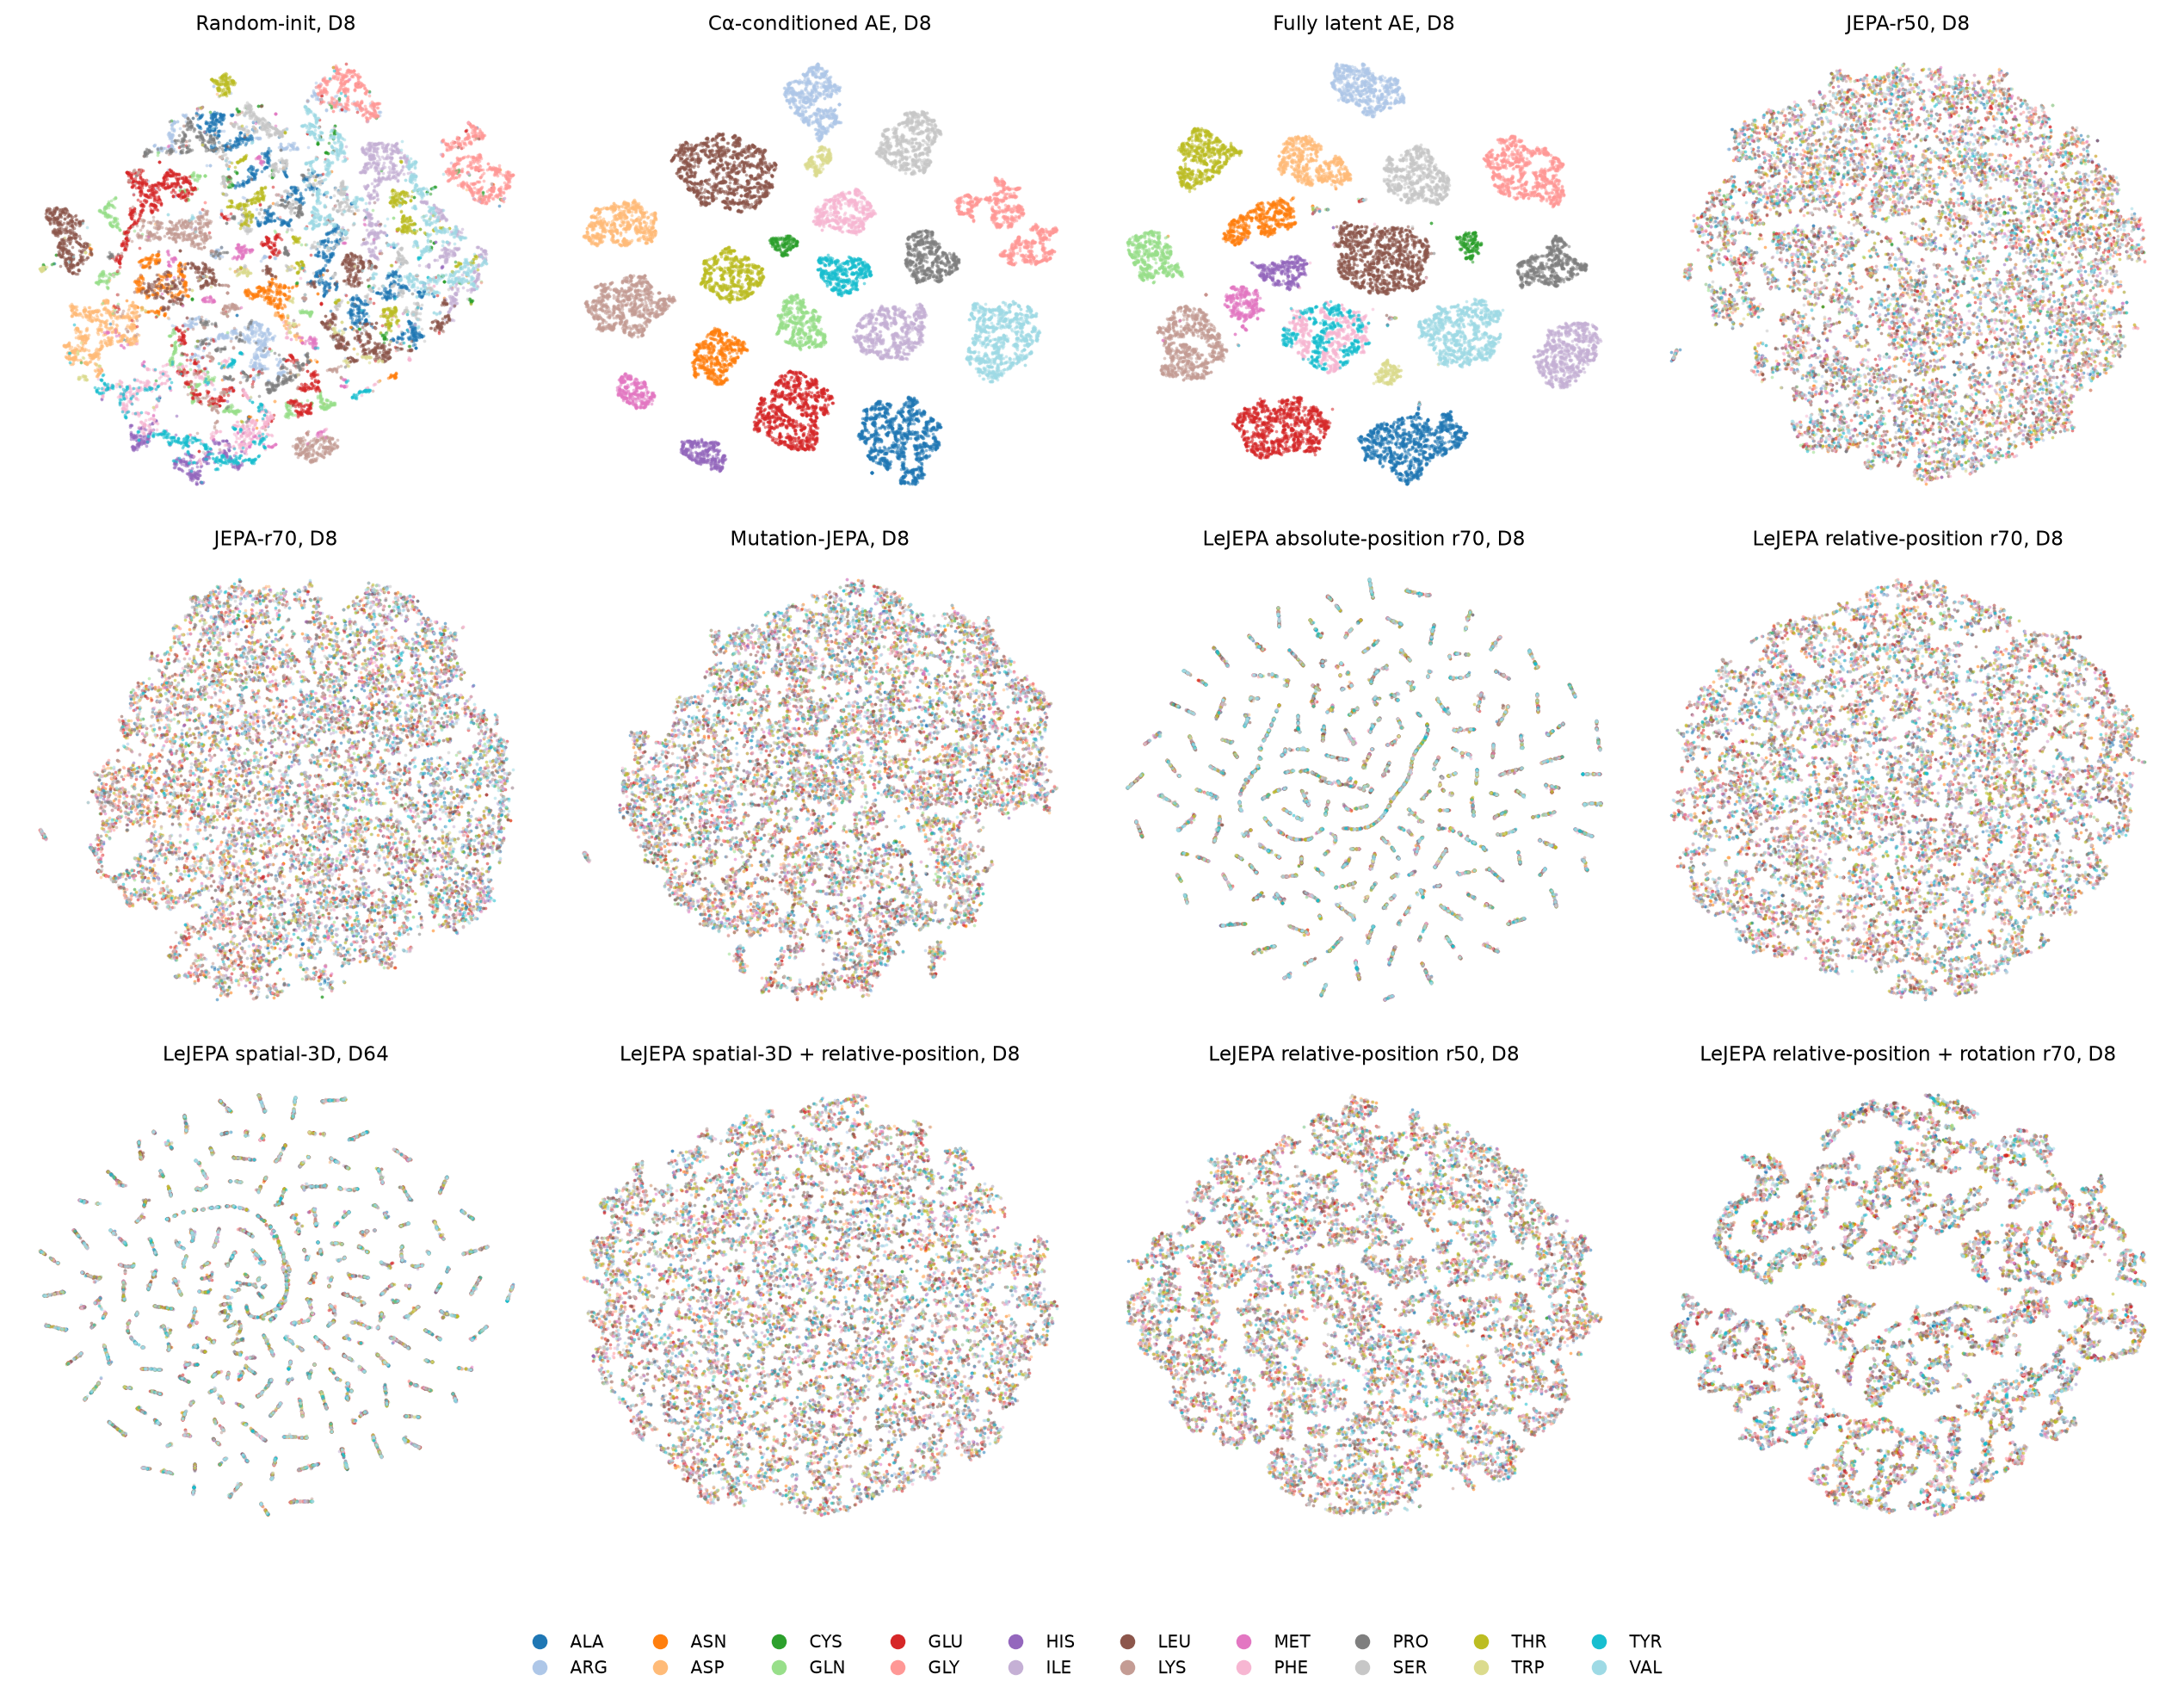 Random-init, D8
Cα-conditioned AE, D8
Fully latent AE, D8
JEPA-r50, D8
JEPA-r70, D8
Mutation-JEPA, D8
LeJEPA absolute-position r70, D8
LeJEPA relative-position r70, D8
LeJEPA spatial-3D, D64
LeJEPA spatial-3D + relative-position, D8
LeJEPA relative-position r50, D8
LeJEPA relative-position + rotation r70, D8
ALA ASN CYS GLU HIS LEU MET PRO THR TYR
ARG ASP GLN GLY ILE LYS PHE SER TRP VAL